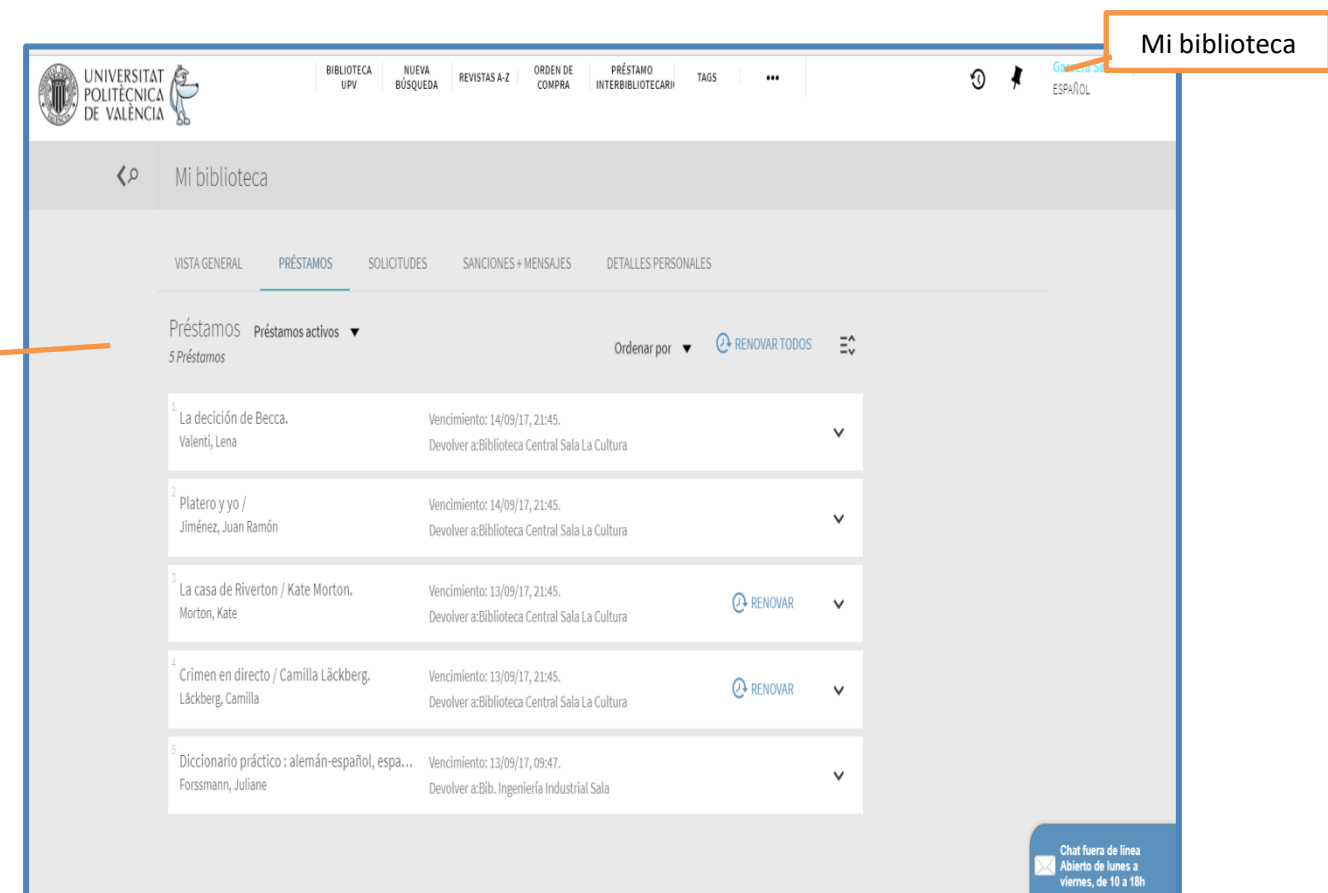 Mi biblioteca
UNIVERSITAT
POLITÈCNICA
DE VALÈNCIA
BIBLIOTECA
UPV
NUEVA
BÚSQUEDA
REVISTAS A-Z
ORDEN DE
COMPRA
PRÉSTAMO
INTERBIBLIOTECARI
TAGS
•••
ESPAÑOL
Mi biblioteca
VISTA GENERAL PRÉSTAMOS SOLICITUDES SANCIONES + MENSAJES DETALLES PERSONALES
Préstamos Préstamos activos
5 Préstamos
Ordenar por RENOVAR TODOS
1
La decición de Becca.
Valenti, Lena
Vencimiento: 14/09/17, 21:45.
Devolver a:Biblioteca Central Sala La Cultura
2
Platero y yo /
Jiménez, Juan Ramón
Vencimiento: 14/09/17, 21:45.
Devolver a:Biblioteca Central Sala La Cultura
3
La casa de Riverton / Kate Morton.
Morton, Kate
Vencimiento: 13/09/17, 21:45.
Devolver a:Biblioteca Central Sala La Cultura
RENOVAR
4
Crimen en directo / Camilla Läckberg.
Läckberg, Camilla
Vencimiento: 13/09/17, 21:45.
Devolver a:Biblioteca Central Sala La Cultura
RENOVAR
5
Diccionario práctico : alemán-español, espa...
Forssmann, Juliane
Vencimiento: 13/09/17, 09:47.
Devolver a:Bib. Ingeniería Industrial Sala
Chat fuera de línea
Abierto de lunes a
viernes, de 10 a 18h